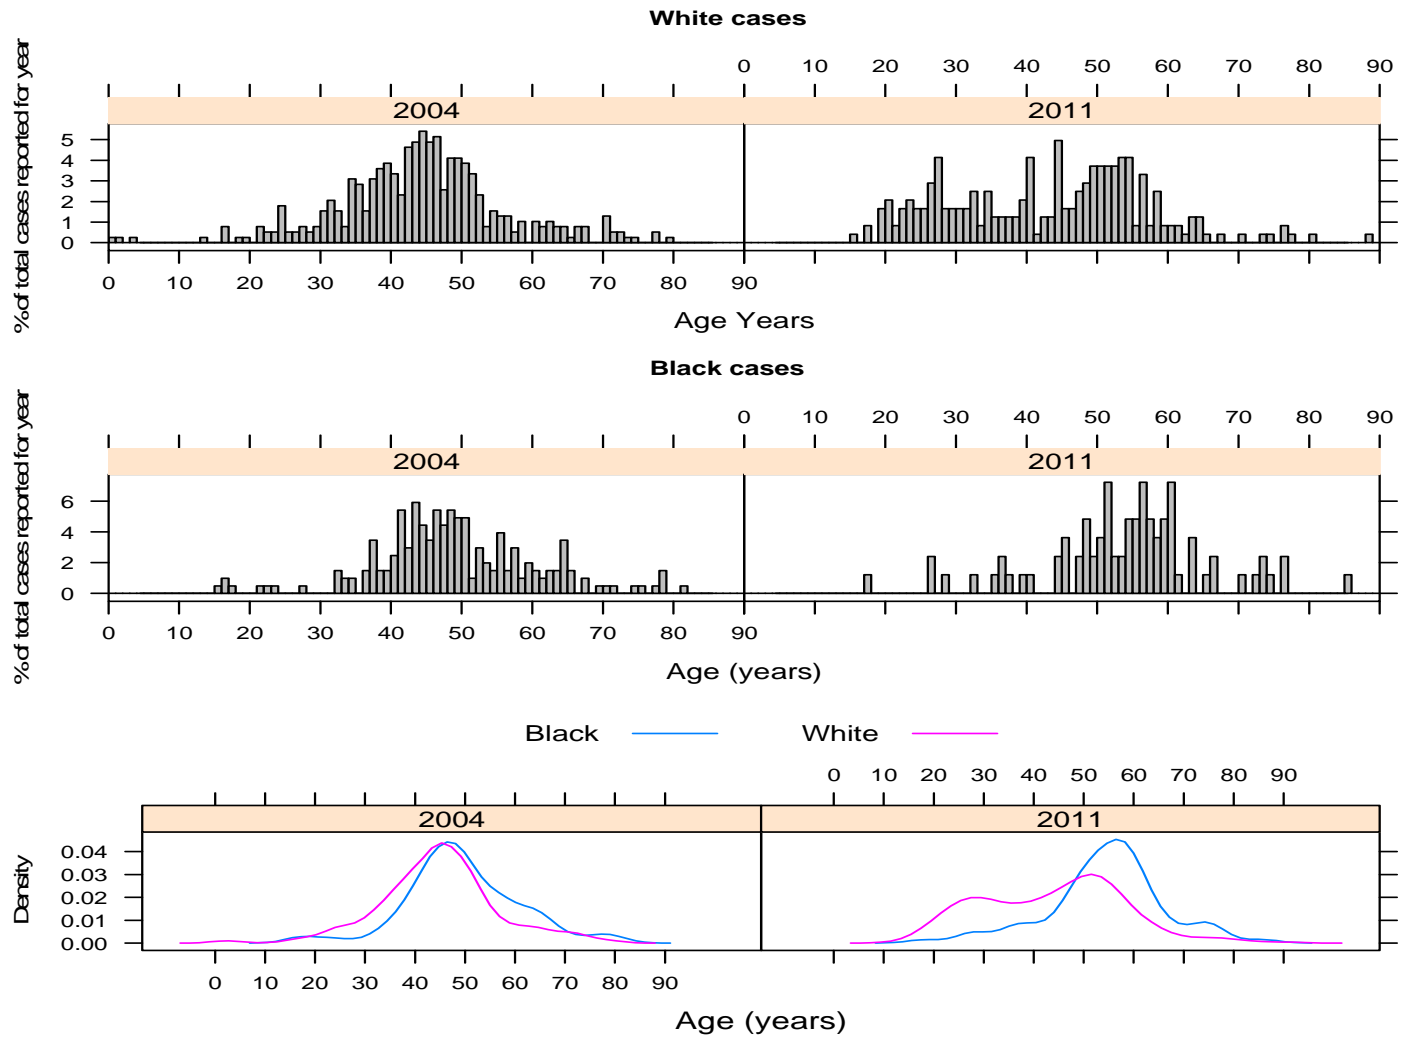 White cases
0 10 20 30 40 50 60 70 80 90
2004 2011
% of total cases reported for year
5
4
3
2
1
0
0 10 20 30 40 50 60 70 80 90
Age Years
Black cases
0 10 20 30 40 50 60 70 80 90
2004 2011
% of total cases reported for year
6
4
2
0
0 10 20 30 40 50 60 70 80 90
Age (years)
Black White
0 10 20 30 40 50 60 70 80 90
2004 2011
Density
0.04
0.03
0.02
0.01
0.00
0 10 20 30 40 50 60 70 80 90
Age (years)